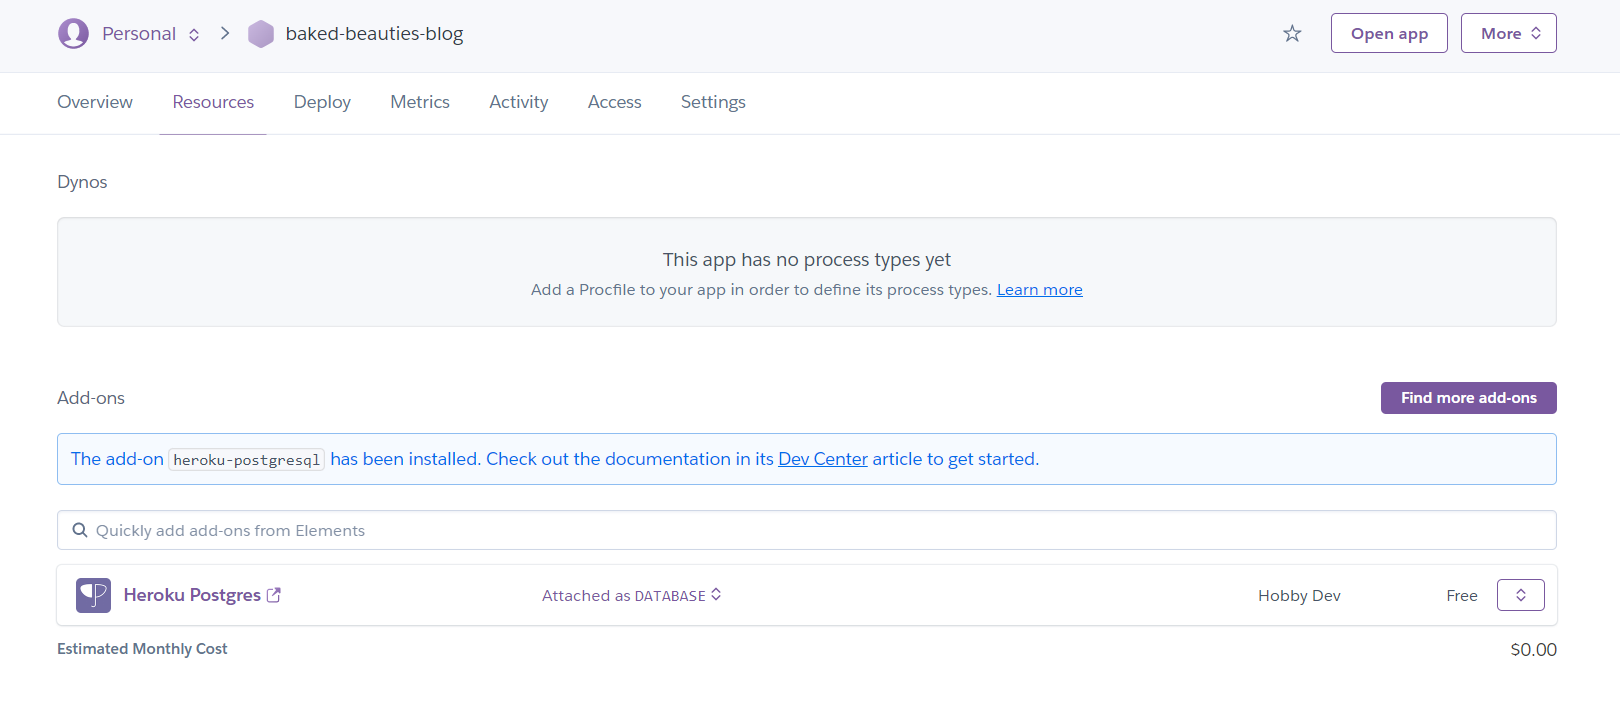 Personal baked-beauties-blog Open app More
Overview Resources Deploy Metrics Activity Access Settings
Dynos
This app has no process types yet
Add a Procfile to your app in order to define its process types. Learn more
Add-ons Find more add-ons
The add-on heroku-postgresql has been installed. Check out the documentation in its Dev Center article to get started.
Quickly add add-ons from Elements
Heroku Postgres Attached as DATABASE Hobby Dev Free
Estimated Monthly Cost $0.00